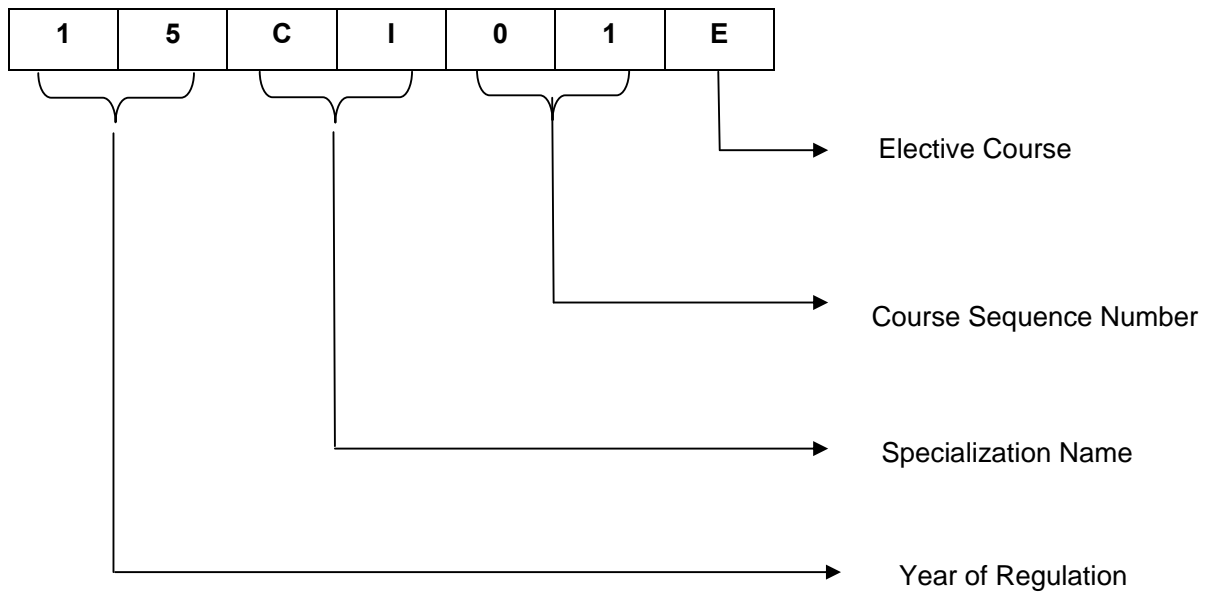 1 5 C I 0 1 E
Elective Course
Course Sequence Number
Specialization Name
Year of Regulation